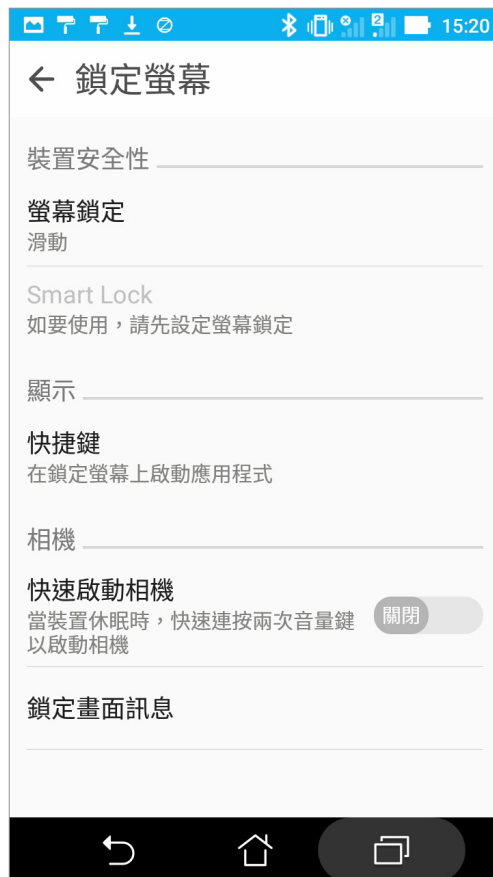 15:20
鎖定螢幕
裝置安全性
螢幕鎖定
滑動
Smart Lock
如要使用，請先設定螢幕鎖定
顯示
快捷鍵
在鎖定螢幕上啟動應用程式
相機
快速啟動相機
當裝置休眠時，快速連按兩次音量鍵
以啟動相機
關閉
鎖定畫面訊息